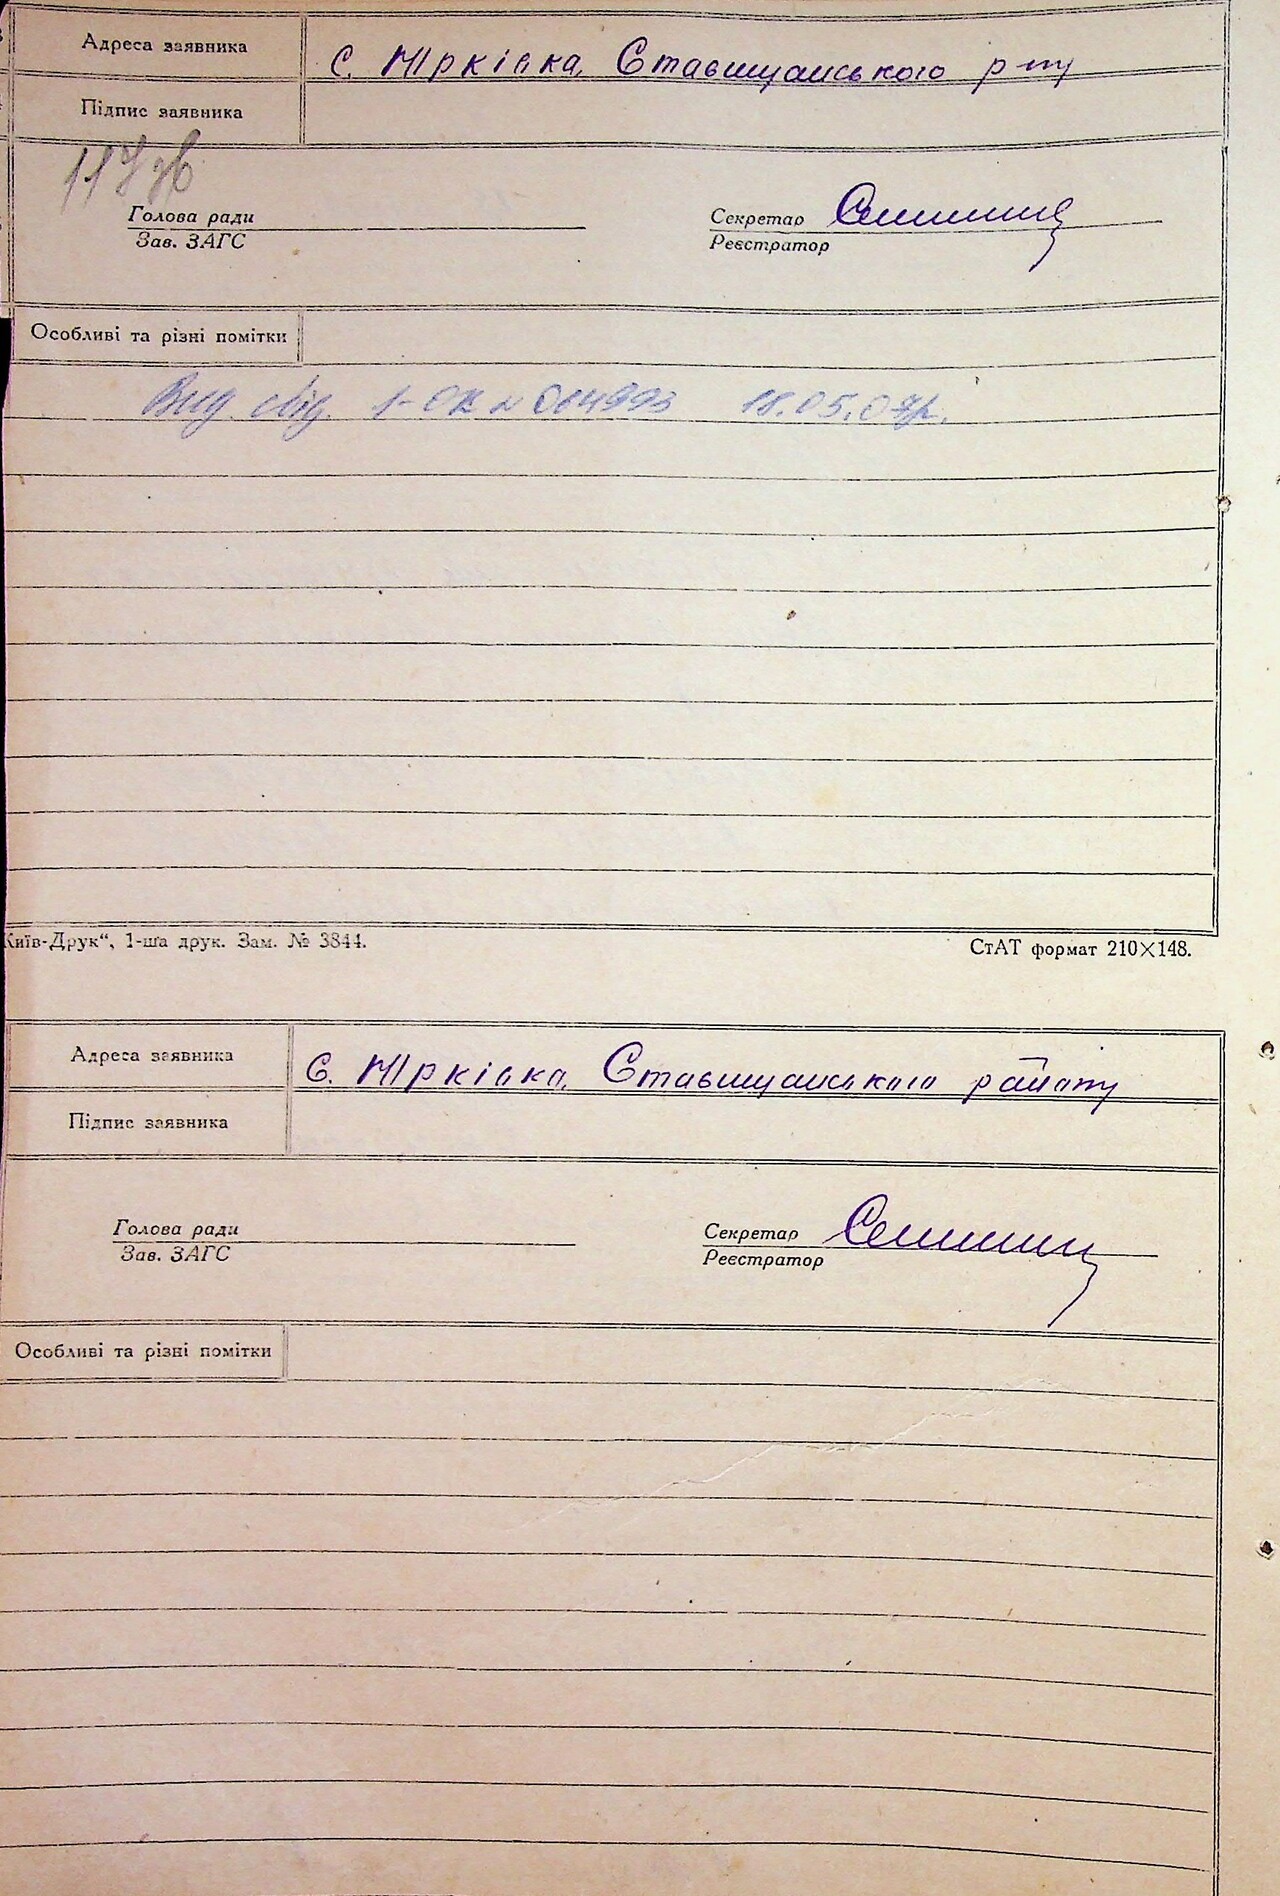 Адреса заявника
с. Юрківка, Ставищанського р-ну
Підпис заявника
Голова ради
Зав. ЗАГС
Секретар
Реєстратор
Особливі та різні помітки
Вид. свід. 1-ОК № 064993 18.05.07р.
Київ-Друк“, 1-ша друк. Зам. № 3844.
СтАТ формат 210×148.
Адреса заявника
с. Юрківка, Ставищанського району
Підпис заявника
Голова ради
Зав. ЗАГС
Секретар
Реєстратор
Особливі та різні помітки